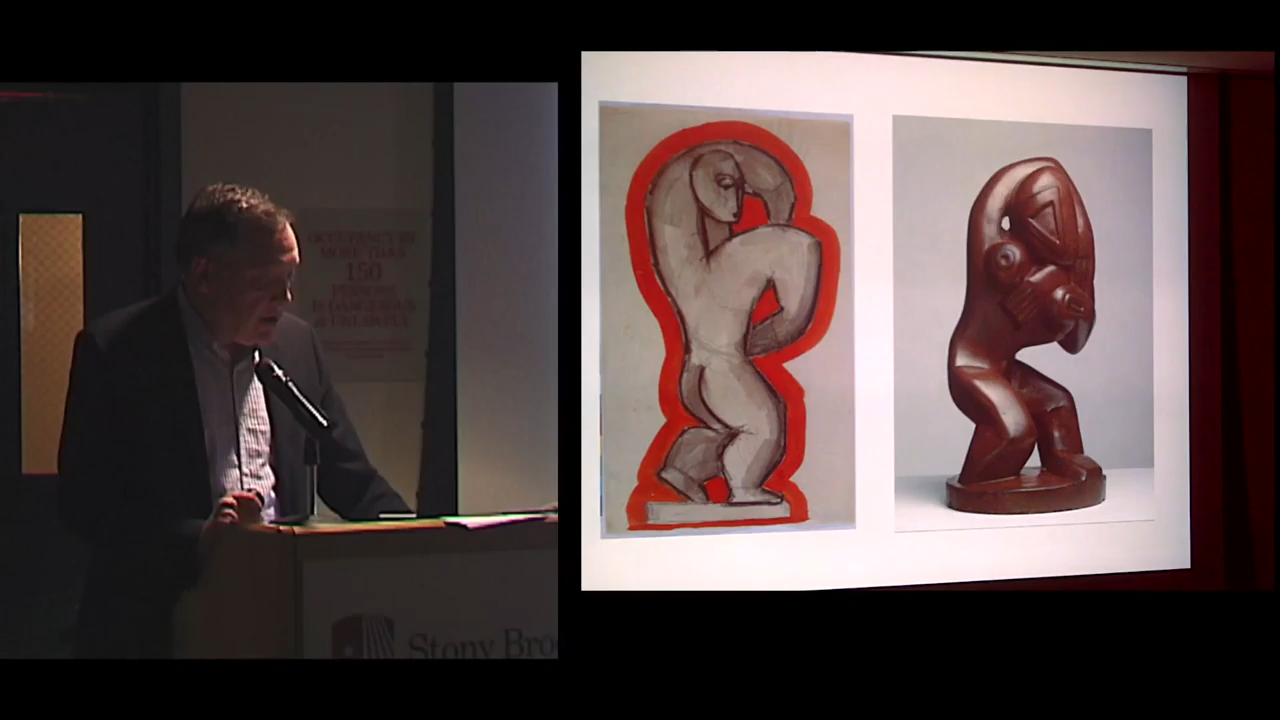 OCCUPANCY BY
MORE THAN
150
PERSONS
IS DANGEROUS
& UNLAWFUL
Stony Bro